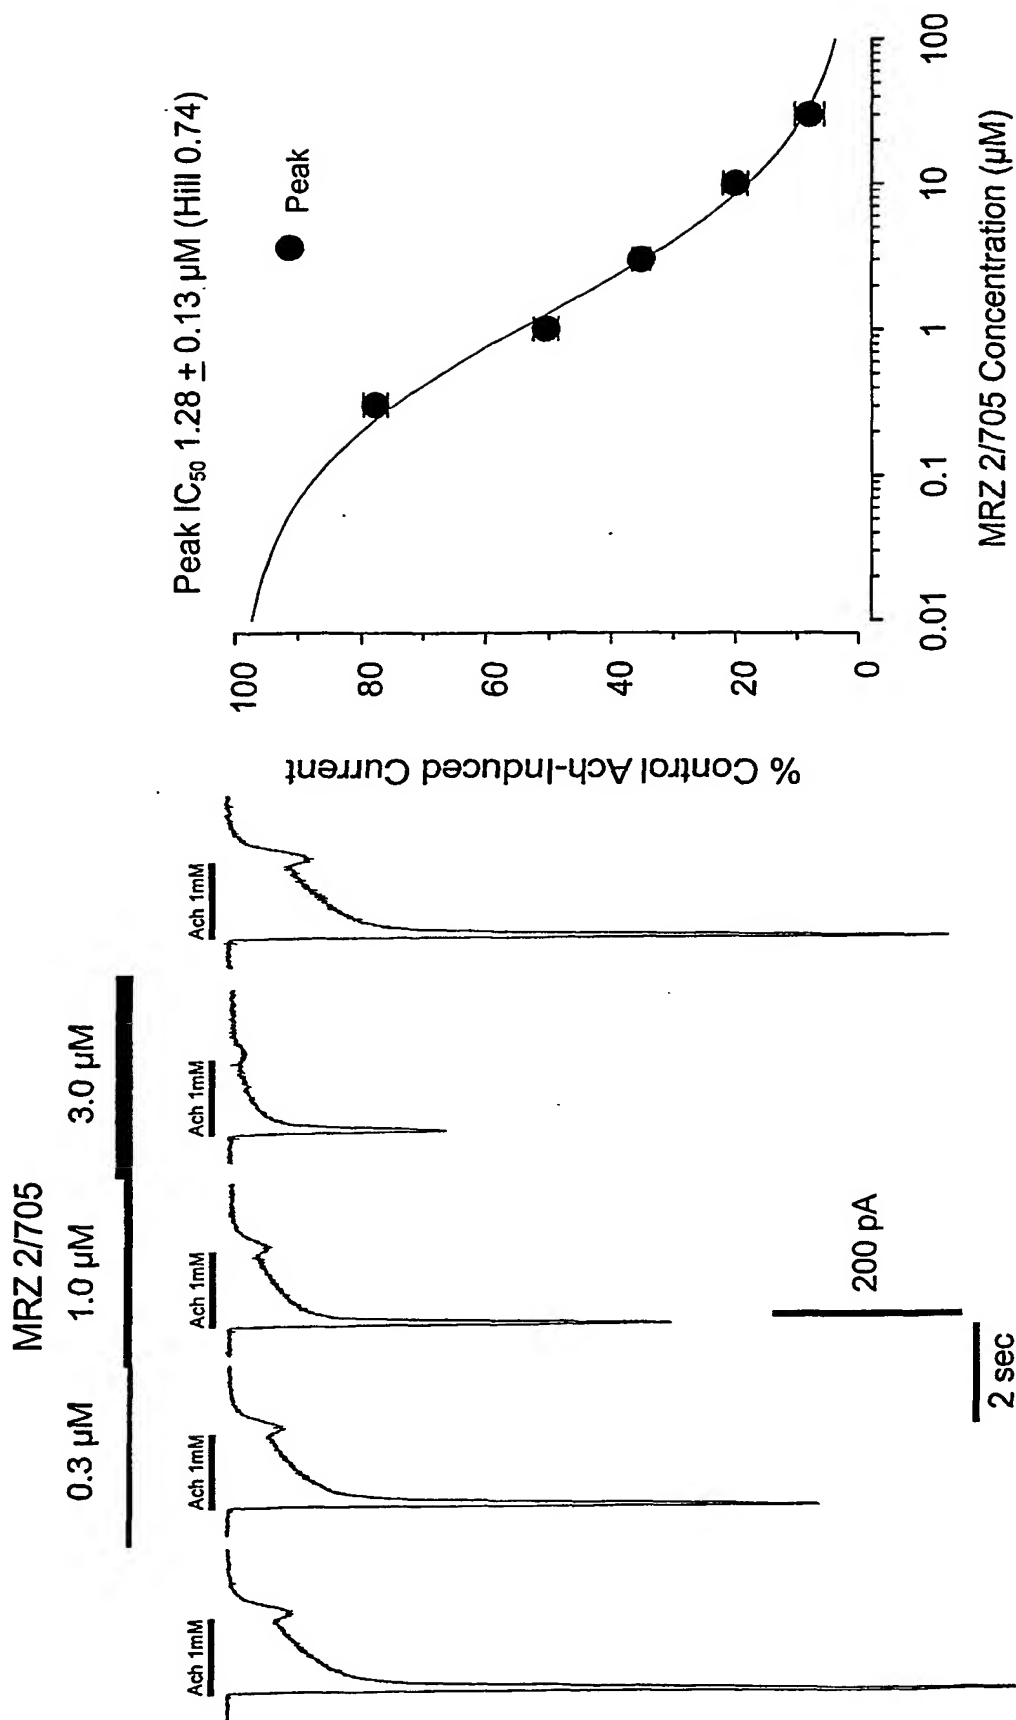 MRZ 2/705
0.3 µM 1.0 µM 3.0 µM
Ach 1mM Ach 1mM Ach 1mM Ach 1mM Ach 1mM
200 pA
2 sec
Peak IC₅₀ 1.28 ± 0.13 µM (Hill 0.74)
Peak
% Control Ach-Induced Current
100
80
60
40
20
0
0.01 0.1 1 10 100
MRZ 2/705 Concentration (µM)